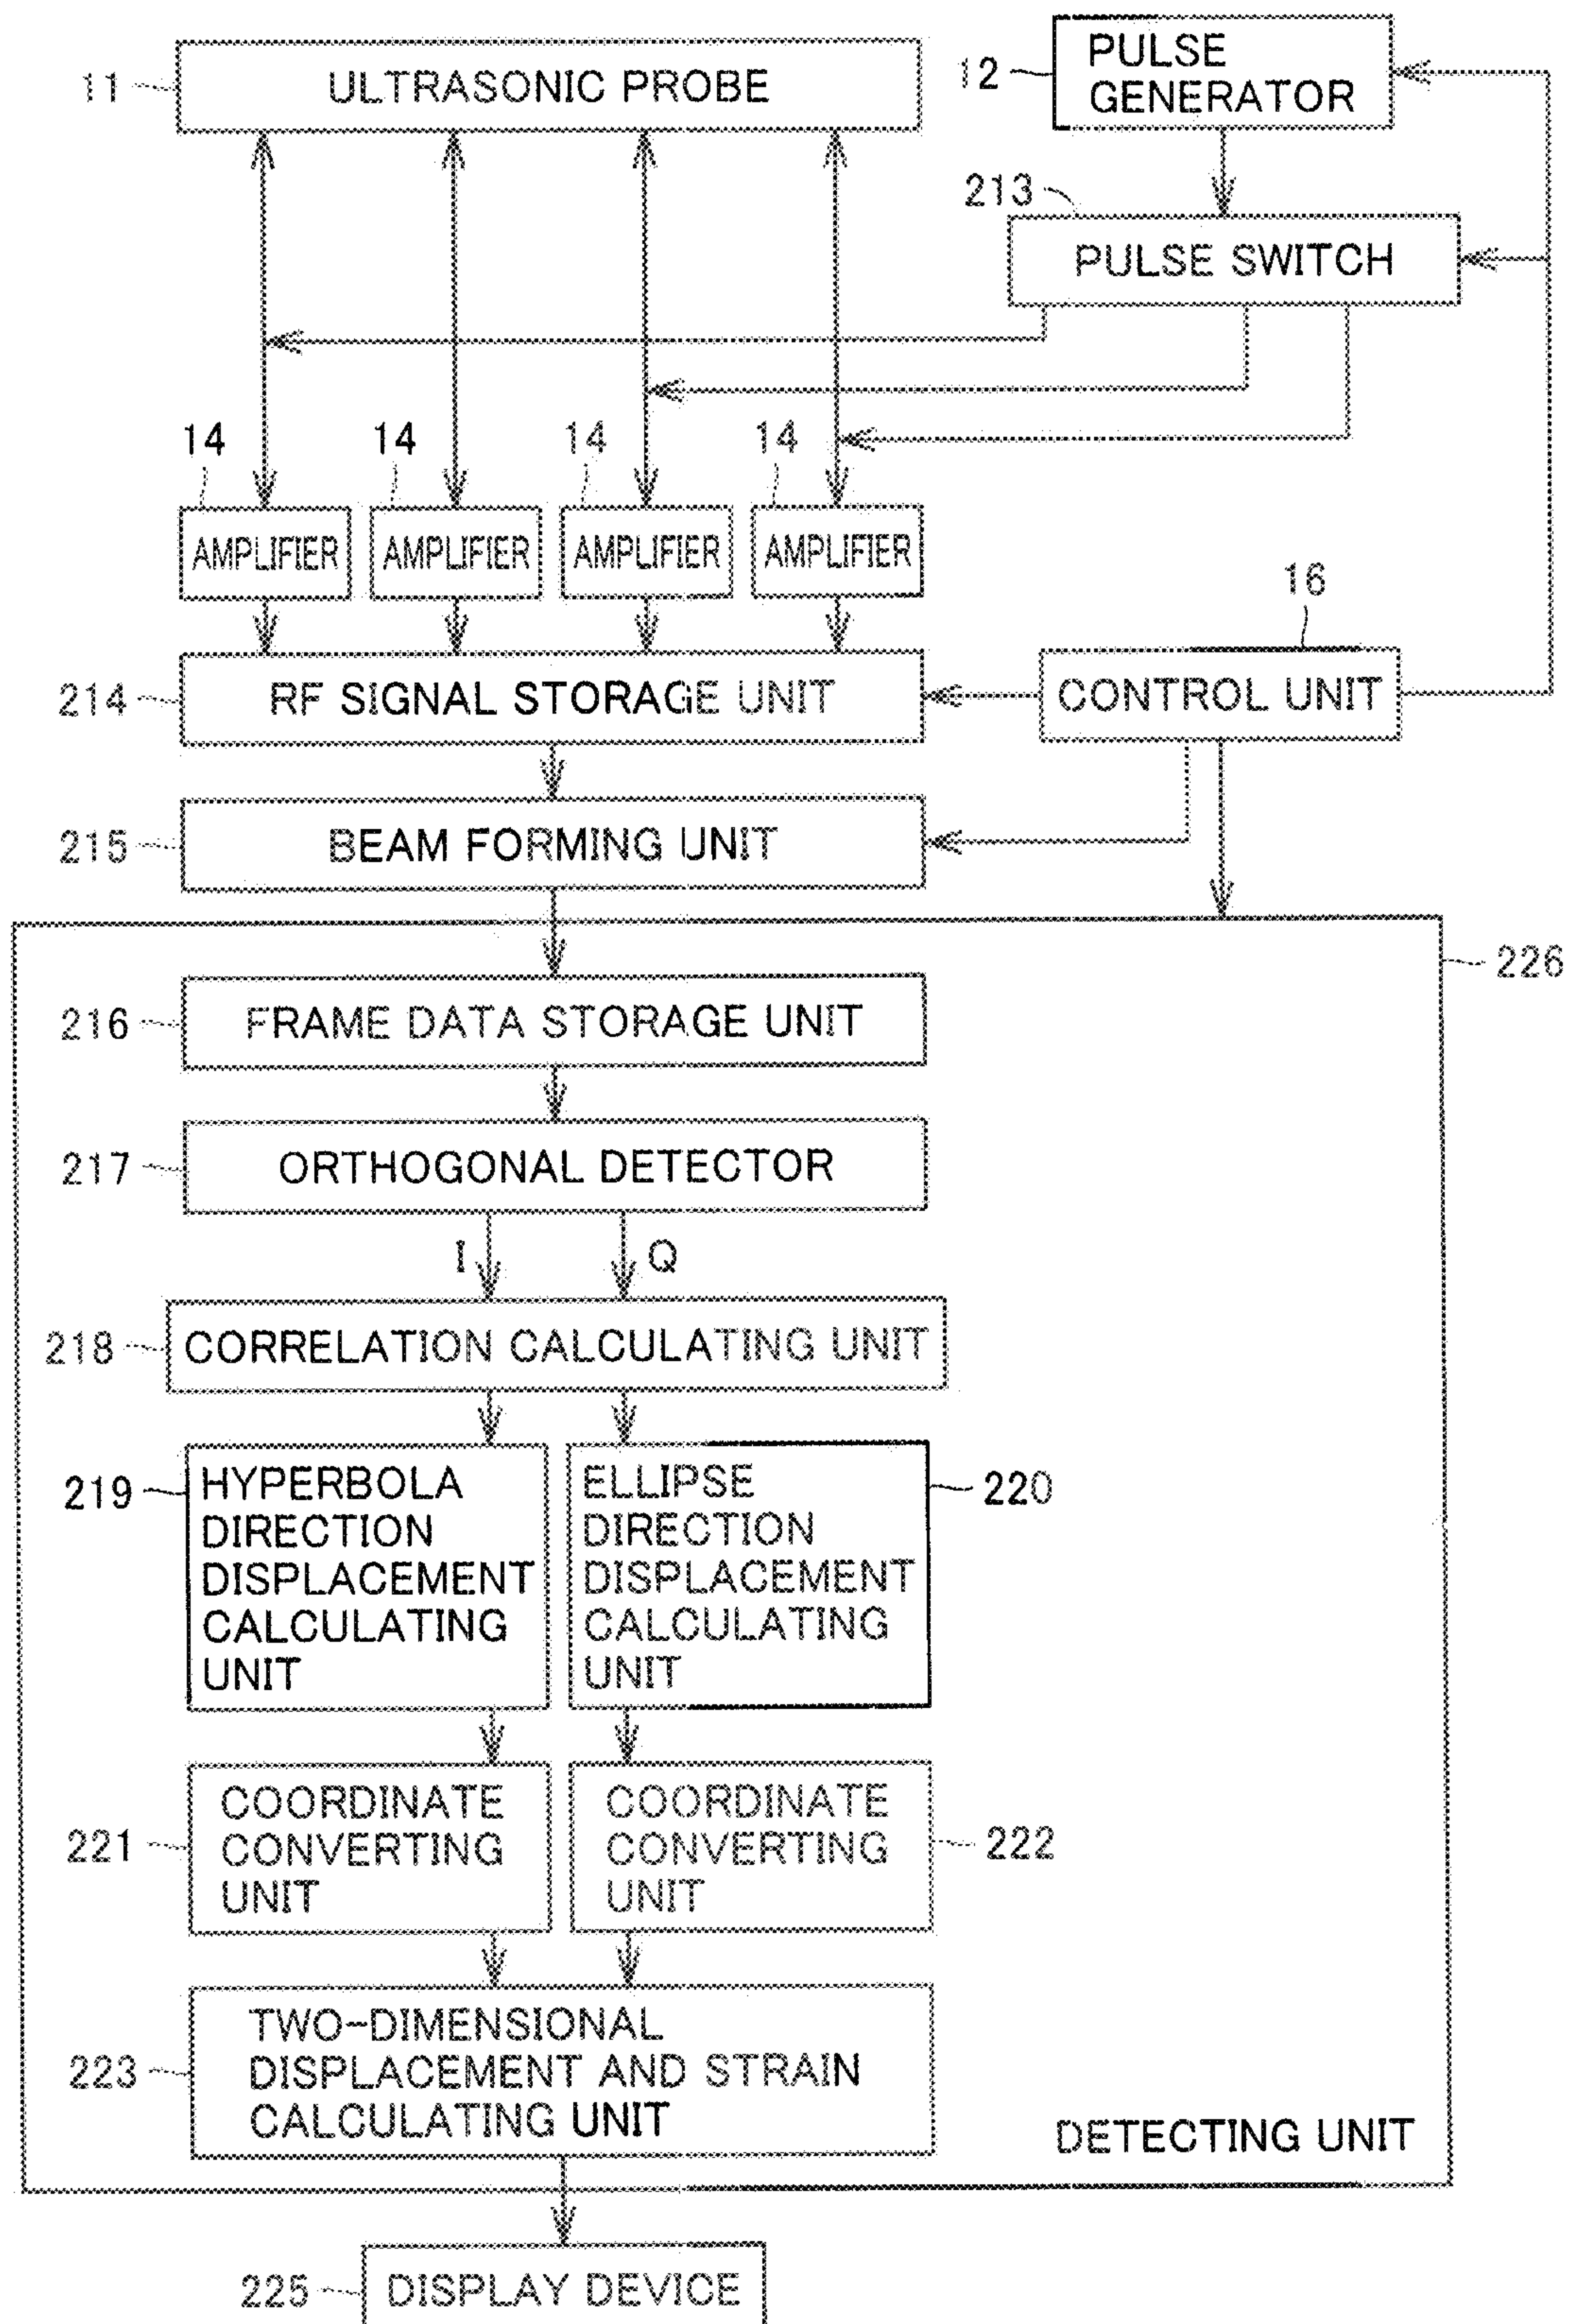 11
ULTRASONIC PROBE
12
PULSE
GENERATOR
213
PULSE SWITCH
14
14
14
14
AMPLIFIER
AMPLIFIER
AMPLIFIER
AMPLIFIER
16
214
RF SIGNAL STORAGE UNIT
CONTROL UNIT
215
BEAM FORMING UNIT
226
216
FRAME DATA STORAGE UNIT
217
ORTHOGONAL DETECTOR
I
Q
218
CORRELATION CALCULATING UNIT
219
HYPERBOLA
DIRECTION
DISPLACEMENT
CALCULATING
UNIT
ELLIPSE
DIRECTION
DISPLACEMENT
CALCULATING
UNIT
220
221
COORDINATE
CONVERTING
UNIT
COORDINATE
CONVERTING
UNIT
222
223
TWO-DIMENSIONAL
DISPLACEMENT AND STRAIN
CALCULATING UNIT
DETECTING UNIT
225
DISPLAY DEVICE